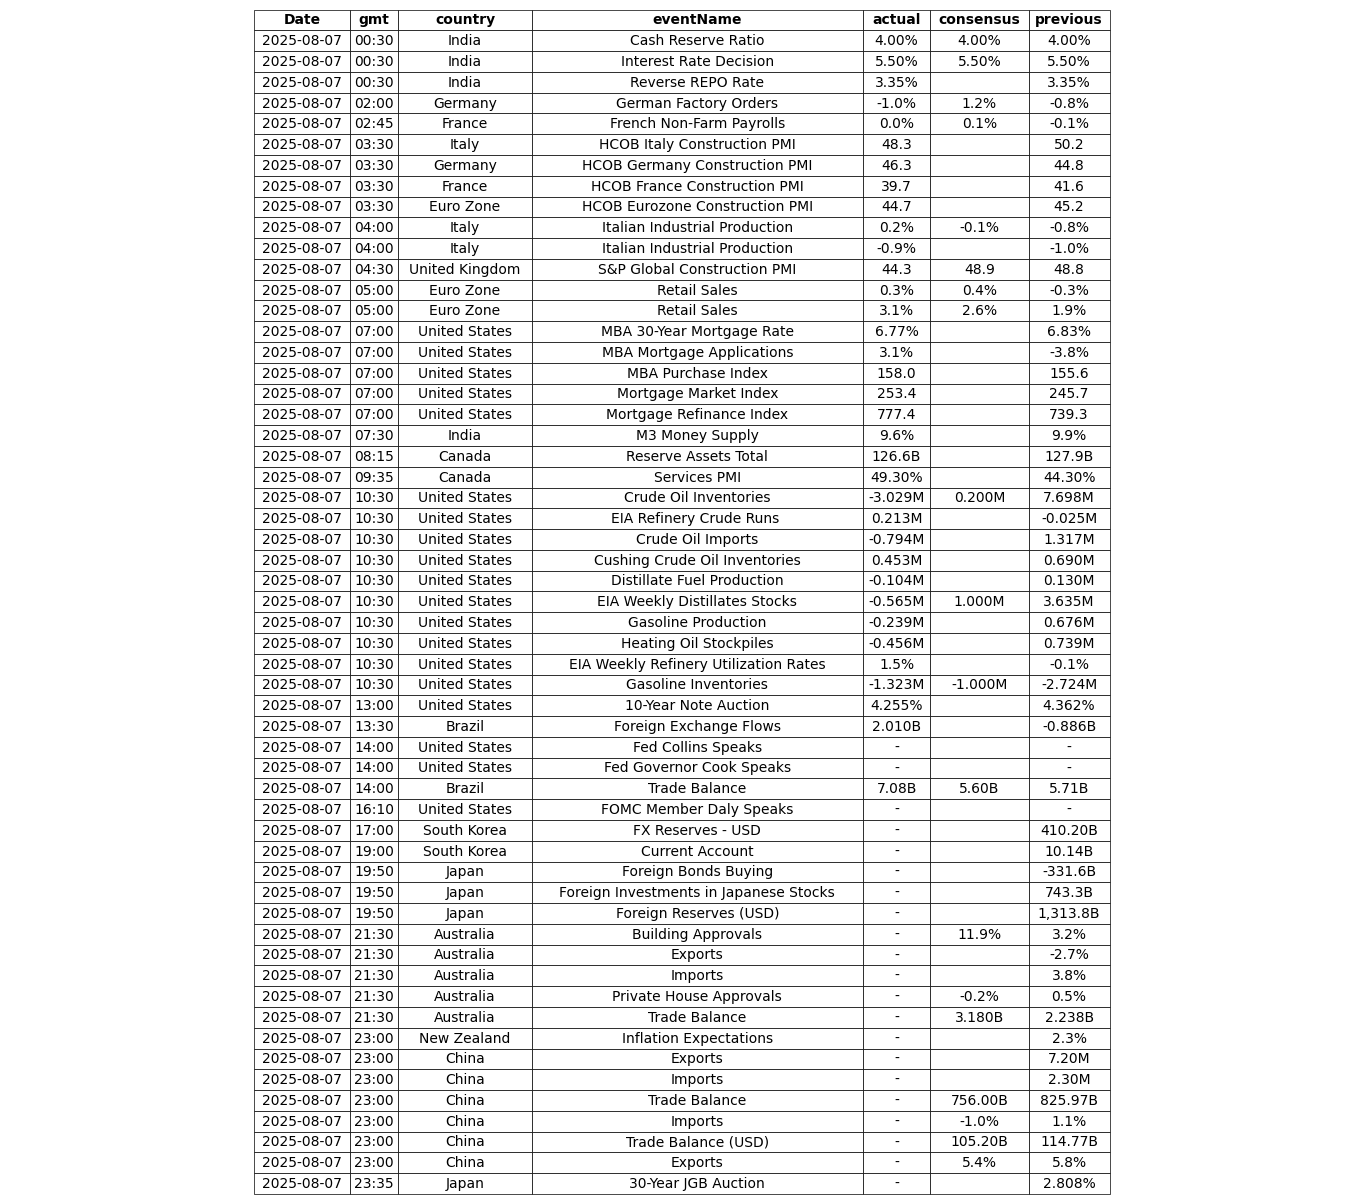 Date gmt country eventName actual consensus previous
2025-08-07 00:30 India Cash Reserve Ratio 4.00% 4.00% 4.00%
2025-08-07 00:30 India Interest Rate Decision 5.50% 5.50% 5.50%
2025-08-07 00:30 India Reverse REPO Rate 3.35% 3.35%
2025-08-07 02:00 Germany German Factory Orders -1.0% 1.2% -0.8%
2025-08-07 02:45 France French Non-Farm Payrolls 0.0% 0.1% -0.1%
2025-08-07 03:30 Italy HCOB Italy Construction PMI 48.3 50.2
2025-08-07 03:30 Germany HCOB Germany Construction PMI 46.3 44.8
2025-08-07 03:30 France HCOB France Construction PMI 39.7 41.6
2025-08-07 03:30 Euro Zone HCOB Eurozone Construction PMI 44.7 45.2
2025-08-07 04:00 Italy Italian Industrial Production 0.2% -0.1% -0.8%
2025-08-07 04:00 Italy Italian Industrial Production -0.9% -1.0%
2025-08-07 04:30 United Kingdom S&P Global Construction PMI 44.3 48.9 48.8
2025-08-07 05:00 Euro Zone Retail Sales 0.3% 0.4% -0.3%
2025-08-07 05:00 Euro Zone Retail Sales 3.1% 2.6% 1.9%
2025-08-07 07:00 United States MBA 30-Year Mortgage Rate 6.77% 6.83%
2025-08-07 07:00 United States MBA Mortgage Applications 3.1% -3.8%
2025-08-07 07:00 United States MBA Purchase Index 158.0 155.6
2025-08-07 07:00 United States Mortgage Market Index 253.4 245.7
2025-08-07 07:00 United States Mortgage Refinance Index 777.4 739.3
2025-08-07 07:30 India M3 Money Supply 9.6% 9.9%
2025-08-07 08:15 Canada Reserve Assets Total 126.6B 127.9B
2025-08-07 09:35 Canada Services PMI 49.30% 44.30%
2025-08-07 10:30 United States Crude Oil Inventories -3.029M 0.200M 7.698M
2025-08-07 10:30 United States EIA Refinery Crude Runs 0.213M -0.025M
2025-08-07 10:30 United States Crude Oil Imports -0.794M 1.317M
2025-08-07 10:30 United States Cushing Crude Oil Inventories 0.453M 0.690M
2025-08-07 10:30 United States Distillate Fuel Production -0.104M 0.130M
2025-08-07 10:30 United States EIA Weekly Distillates Stocks -0.565M 1.000M 3.635M
2025-08-07 10:30 United States Gasoline Production -0.239M 0.676M
2025-08-07 10:30 United States Heating Oil Stockpiles -0.456M 0.739M
2025-08-07 10:30 United States EIA Weekly Refinery Utilization Rates 1.5% -0.1%
2025-08-07 10:30 United States Gasoline Inventories -1.323M -1.000M -2.724M
2025-08-07 13:00 United States 10-Year Note Auction 4.255% 4.362%
2025-08-07 13:30 Brazil Foreign Exchange Flows 2.010B -0.886B
2025-08-07 14:00 United States Fed Collins Speaks - -
2025-08-07 14:00 United States Fed Governor Cook Speaks - -
2025-08-07 14:00 Brazil Trade Balance 7.08B 5.60B 5.71B
2025-08-07 16:10 United States FOMC Member Daly Speaks - -
2025-08-07 17:00 South Korea FX Reserves - USD - 410.20B
2025-08-07 19:00 South Korea Current Account - 10.14B
2025-08-07 19:50 Japan Foreign Bonds Buying - -331.6B
2025-08-07 19:50 Japan Foreign Investments in Japanese Stocks - 743.3B
2025-08-07 19:50 Japan Foreign Reserves (USD) - 1,313.8B
2025-08-07 21:30 Australia Building Approvals - 11.9% 3.2%
2025-08-07 21:30 Australia Exports - -2.7%
2025-08-07 21:30 Australia Imports - 3.8%
2025-08-07 21:30 Australia Private House Approvals - -0.2% 0.5%
2025-08-07 21:30 Australia Trade Balance - 3.180B 2.238B
2025-08-07 23:00 New Zealand Inflation Expectations - 2.3%
2025-08-07 23:00 China Exports - 7.20M
2025-08-07 23:00 China Imports - 2.30M
2025-08-07 23:00 China Trade Balance - 756.00B 825.97B
2025-08-07 23:00 China Imports - -1.0% 1.1%
2025-08-07 23:00 China Trade Balance (USD) - 105.20B 114.77B
2025-08-07 23:00 China Exports - 5.4% 5.8%
2025-08-07 23:35 Japan 30-Year JGB Auction - 2.808%